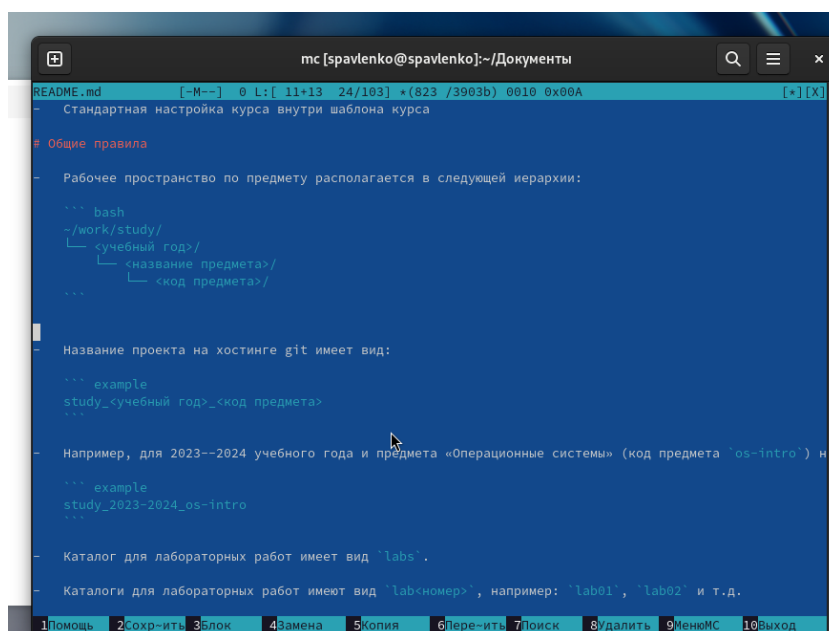 mc [spavlenko@spavlenko]:~/Документы
README.md [-M--] 0 L:[ 11+13 24/103] *(823 /3903b) 0010 0x00A [*][X]
- Стандартная настройка курса внутри шаблона курса
# Общие правила
- Рабочее пространство по предмету располагается в следующей иерархии:
``` bash
~/work/study/
└── <учебный год>/
└── <название предмета>/
└── <код предмета>/
```
- Название проекта на хостинге git имеет вид:
``` example
study_<учебный год>_<код предмета>
```
- Например, для 2023--2024 учебного года и предмета «Операционные системы» (код предмета `os-intro`) н
``` example
study_2023-2024_os-intro
```
- Каталог для лабораторных работ имеет вид `labs`.
- Каталоги для лабораторных работ имеют вид `lab<номер>`, например: `lab01`, `lab02` и т.д.
1Помощь 2Сохр~ить 3Блок 4Замена 5Копия 6Пере~ить 7Поиск 8Удалить 9МенюMC 10Выход